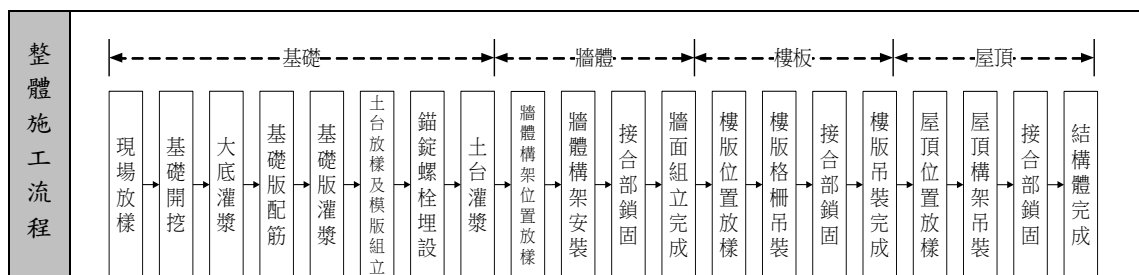 整體施工流程
基礎
牆體
樓板
屋頂
現場放樣
基礎開挖
大底灌漿
基礎版配筋
基礎版灌漿
土台放樣及模版組立
錨錠螺栓埋設
土台灌漿
牆體構架位置放樣
牆體構架安裝
接合部鎖固
牆面組立完成
樓版位置放樣
樓版格柵吊裝
接合部鎖固
樓版吊裝完成
屋頂位置放樣
屋頂構架吊裝
接合部鎖固
結構體完成